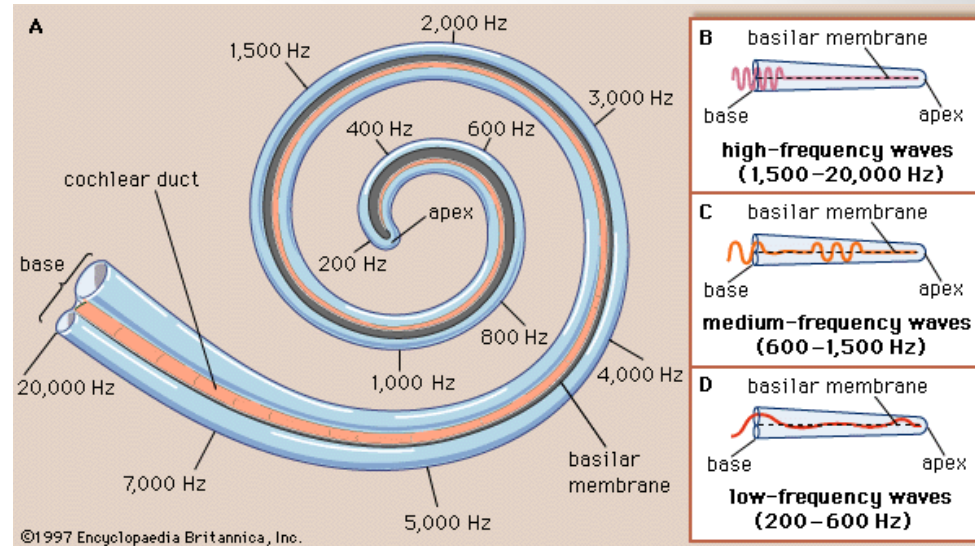 A
2,000 Hz
1,500 Hz
3,000 Hz
400 Hz
600 Hz
cochlear duct
apex
200 Hz
base
800 Hz
20,000 Hz
1,000 Hz
4,000 Hz
7,000 Hz
basilar
membrane
5,000 Hz
©1997 Encyclopaedia Britannica, Inc.
B
basilar membrane
base
apex
high-frequency waves
(1,500–20,000 Hz)
C
basilar membrane
base
apex
medium-frequency waves
(600–1,500 Hz)
D
basilar membrane
base
apex
low-frequency waves
(200–600 Hz)